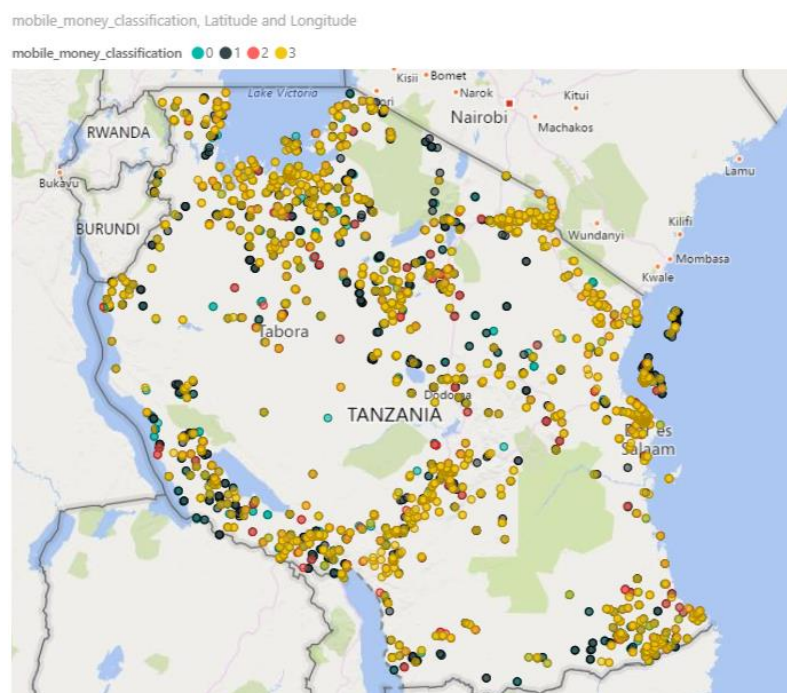 mobile_money_classification, Latitude and Longitude
mobile_money_classification 0 1 2 3
Kisii Bomet
Lake Victoria
Narok
Kitui
Nairobi
Machakos
RWANDA
Lamu
Bukavu
BURUNDI
Wundanyi
Kilifi
Mombasa
Kwale
Tabora
Dodoma
TANZANIA
Salaam